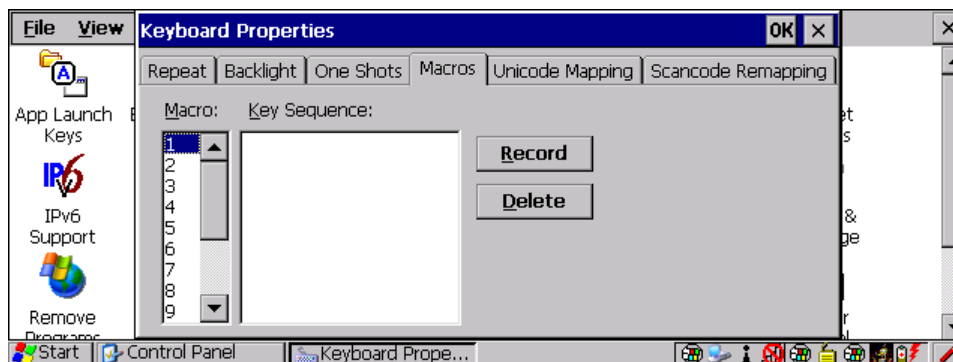 File View
Keyboard Properties
OK
Repeat
Backlight
One Shots
Macros
Unicode Mapping
Scancode Remapping
App Launch
Keys
IPv6
Support
Remove
Programs
Macro:
Key Sequence:
1
2
3
4
5
6
7
8
9
Record
Delete
&
Start
Control Panel
Keyboard Prope...